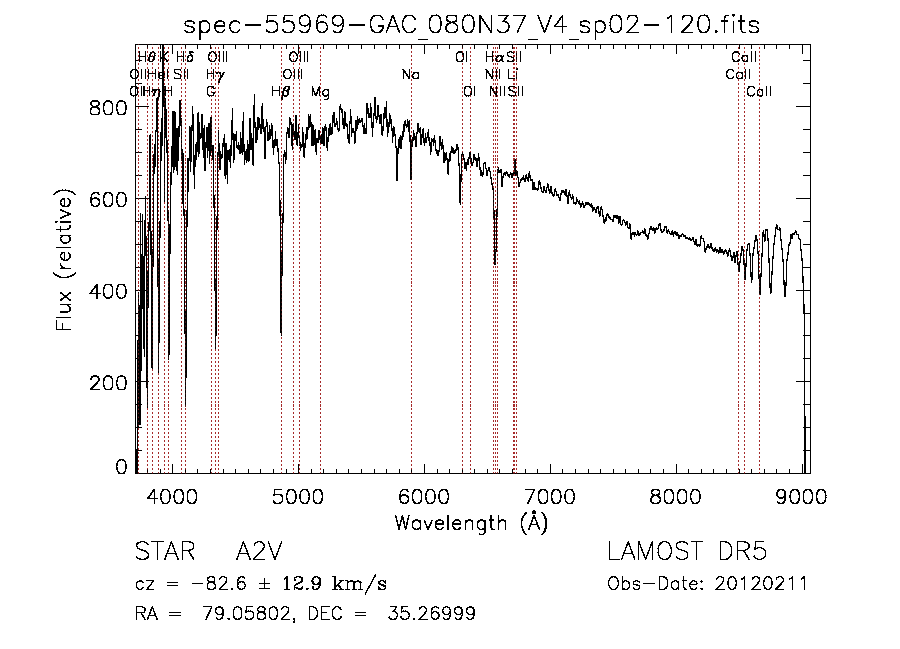 spec-55969-GAC_080N37_V4_sp02-120.fits
Hθ K Hδ OIII OIII OI Hα SII CaII
OII HeI SII Hγ OIII Na NII Li CaII
OII Hη H G Hβ Mg OI NII SII CaII
800
600
400
200
0
Flux (relative)
4000 5000 6000 7000 8000 9000
Wavelength (Å)
STAR A2V LAMOST DR5
cz = -82.6 ± 12.9 km/s Obs-Date: 20120211
RA = 79.05802, DEC = 35.26999